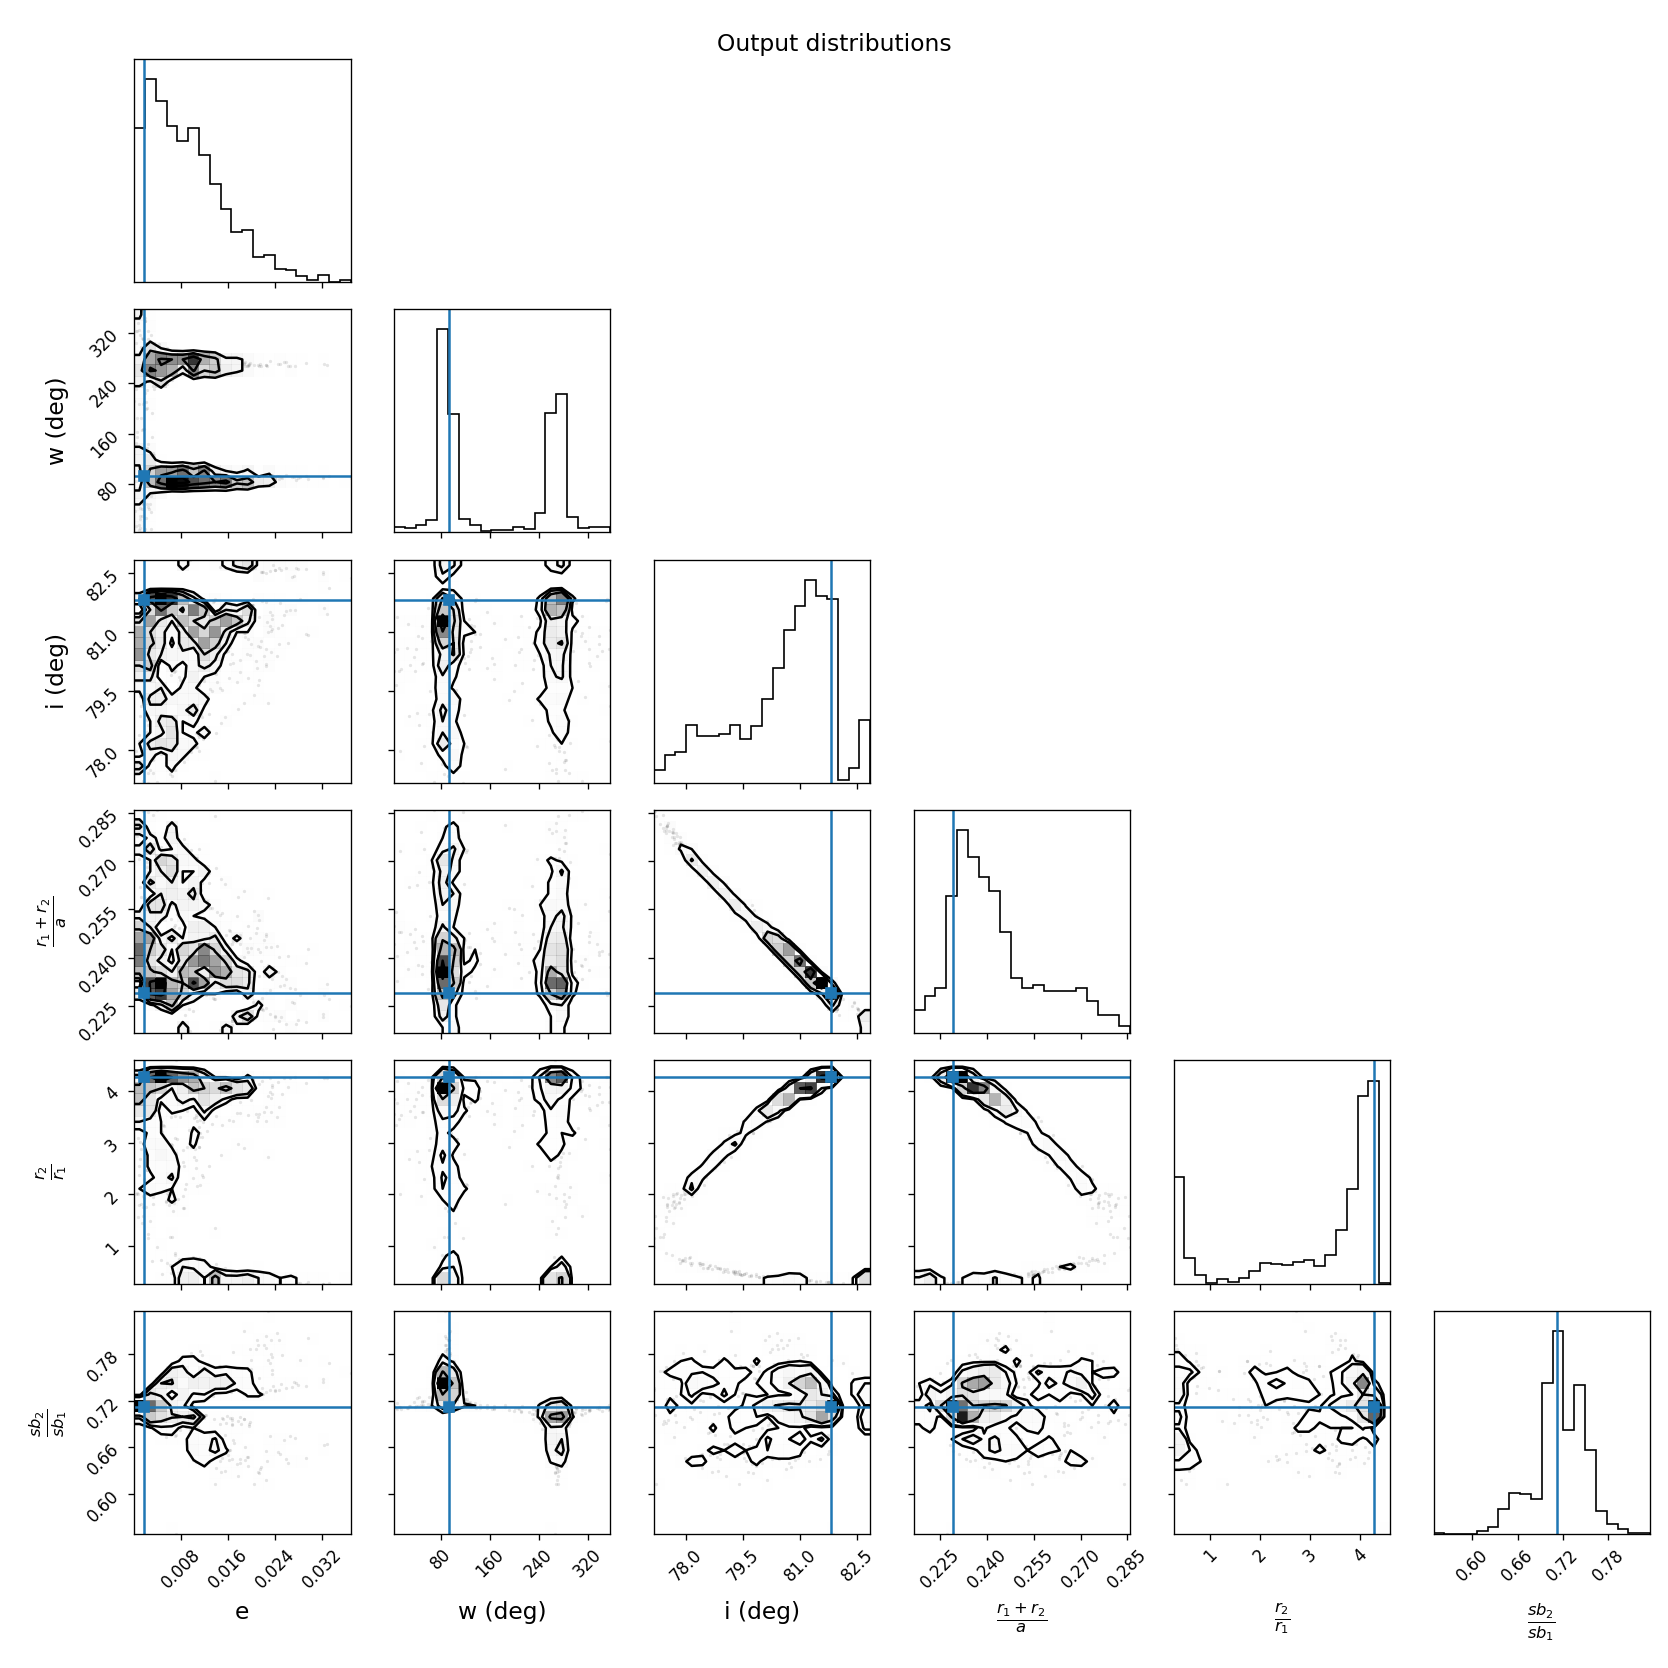 Output distributions
w (deg)
320
240
160
80
i (deg)
82.5
81.0
79.5
78.0
r₁ + r₂
a
0.285
0.270
0.255
0.240
0.225
r₂
r₁
4
3
2
1
sb₂
sb₁
0.78
0.72
0.66
0.60
0.008 0.016 0.024 0.032
80 160 240 320
78.0 79.5 81.0 82.5
0.225 0.240 0.255 0.270 0.285
1 2 3 4
0.60 0.66 0.72 0.78
e
w (deg)
i (deg)
r₁ + r₂
a
r₂
r₁
sb₂
sb₁